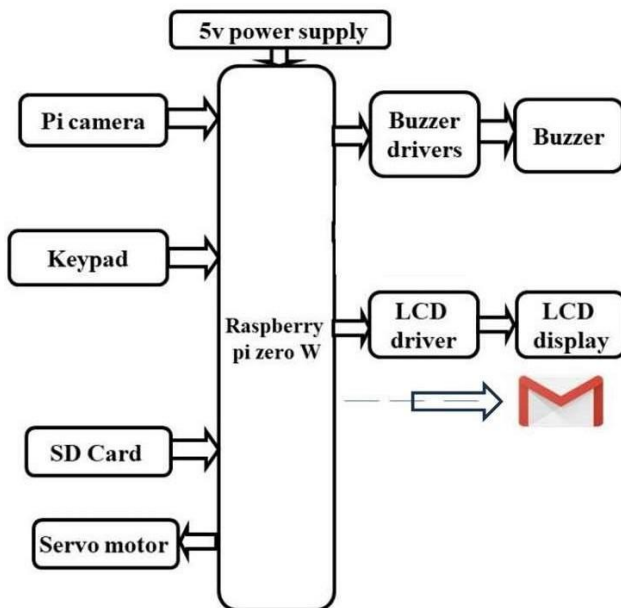 5v power supply
Pi camera
Buzzer
drivers
Buzzer
Keypad
Raspberry
pi zero W
LCD
driver
LCD
display
SD Card
Servo motor